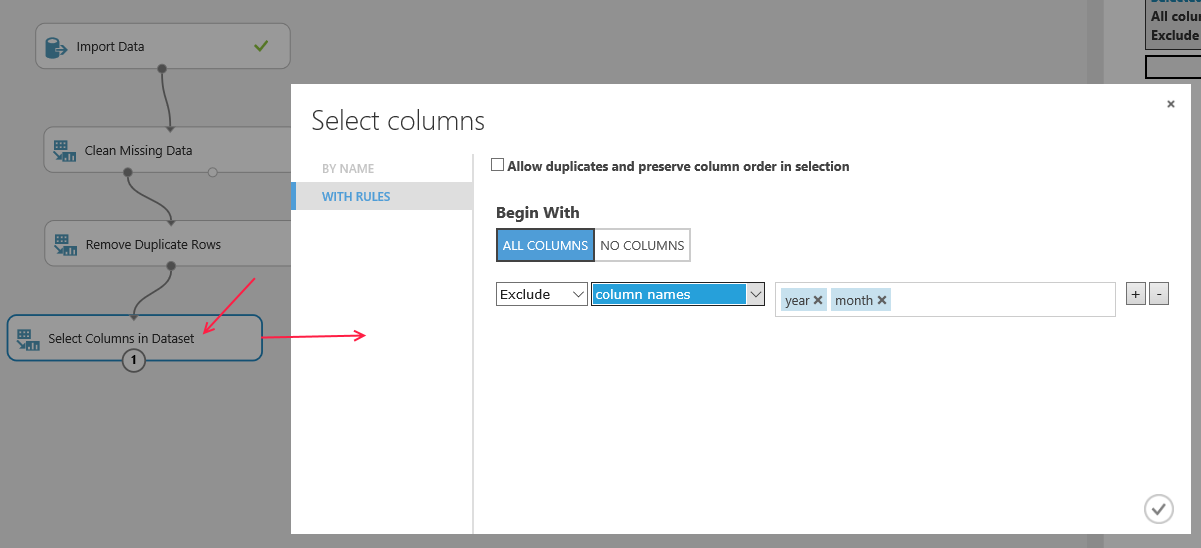 All colu
Exclude
Import Data
Select columns
×
Clean Missing Data
BY NAME
WITH RULES
Allow duplicates and preserve column order in selection
Begin With
ALL COLUMNS NO COLUMNS
Remove Duplicate Rows
Exclude column names year × month × + -
Select Columns in Dataset
1